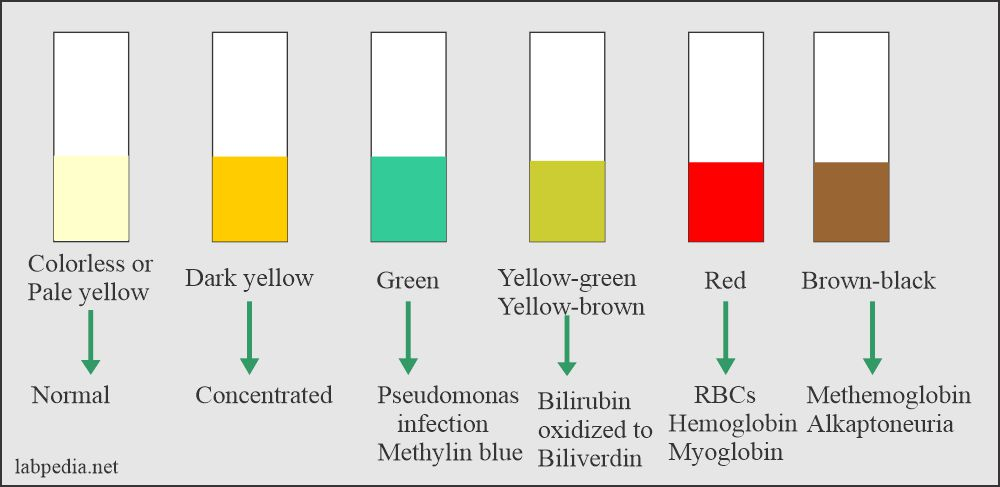 Colorless or
Pale yellow
Dark yellow
Green
Yellow-green
Yellow-brown
Red
Brown-black
Normal
Concentrated
Pseudomonas
infection
Methylin blue
Bilirubin
oxidized to
Biliverdin
RBCs
Hemoglobin
Myoglobin
Methemoglobin
Alkaptoneuria
labpedia.net